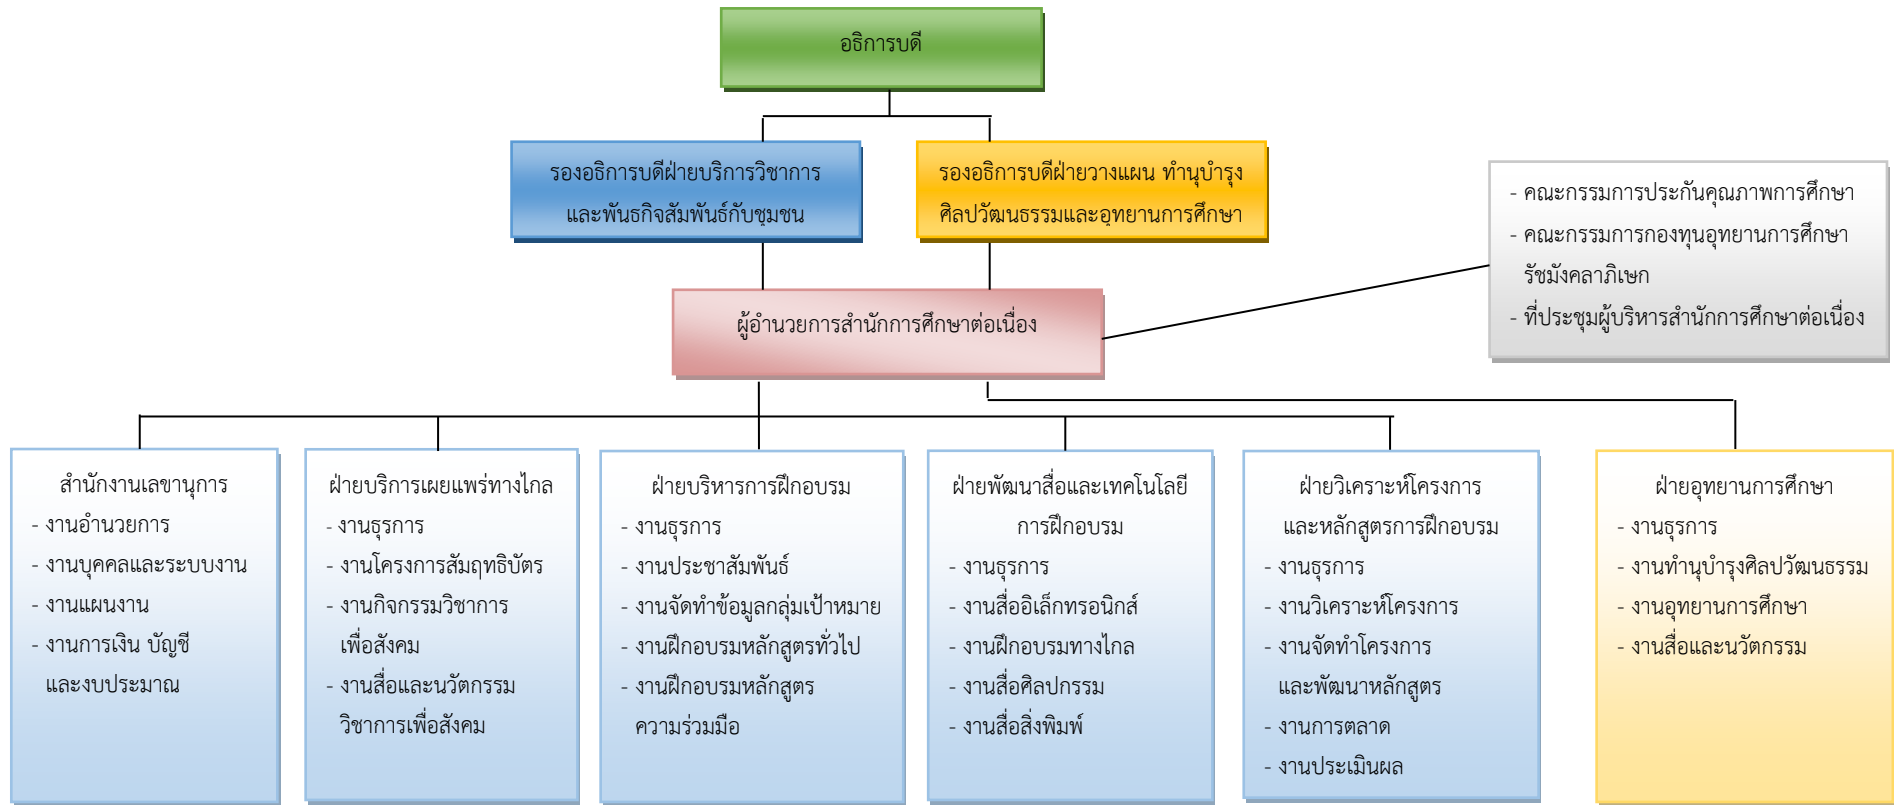 อธิการบดี
รองอธิการบดีฝ่ายบริการวิชาการ
และพันธกิจสัมพันธ์กับชุมชน
รองอธิการบดีฝ่ายวางแผน ทำนุบำรุง
ศิลปวัฒนธรรมและอุทยานการศึกษา
- คณะกรรมการประกันคุณภาพการศึกษา
- คณะกรรมการกองทุนอุทยานการศึกษา
รัชมังคลาภิเษก
- ที่ประชุมผู้บริหารสำนักการศึกษาต่อเนื่อง
ผู้อำนวยการสำนักการศึกษาต่อเนื่อง
สำนักงานเลขานุการ
- งานอำนวยการ
- งานบุคคลและระบบงาน
- งานแผนงาน
- งานการเงิน บัญชี
และงบประมาณ
ฝ่ายบริการเผยแพร่ทางไกล
- งานธุรการ
- งานโครงการสัมฤทธิบัตร
- งานกิจกรรมวิชาการ
เพื่อสังคม
- งานสื่อและนวัตกรรม
วิชาการเพื่อสังคม
ฝ่ายบริหารการฝึกอบรม
- งานธุรการ
- งานประชาสัมพันธ์
- งานจัดทำข้อมูลกลุ่มเป้าหมาย
- งานฝึกอบรมหลักสูตรทั่วไป
- งานฝึกอบรมหลักสูตร
ความร่วมมือ
ฝ่ายพัฒนาสื่อและเทคโนโลยี
การฝึกอบรม
- งานธุรการ
- งานสื่ออิเล็กทรอนิกส์
- งานฝึกอบรมทางไกล
- งานสื่อศิลปกรรม
- งานสื่อสิ่งพิมพ์
ฝ่ายวิเคราะห์โครงการ
และหลักสูตรการฝึกอบรม
- งานธุรการ
- งานวิเคราะห์โครงการ
- งานจัดทำโครงการ
และพัฒนาหลักสูตร
- งานการตลาด
- งานประเมินผล
ฝ่ายอุทยานการศึกษา
- งานธุรการ
- งานทำนุบำรุงศิลปวัฒนธรรม
- งานอุทยานการศึกษา
- งานสื่อและนวัตกรรม